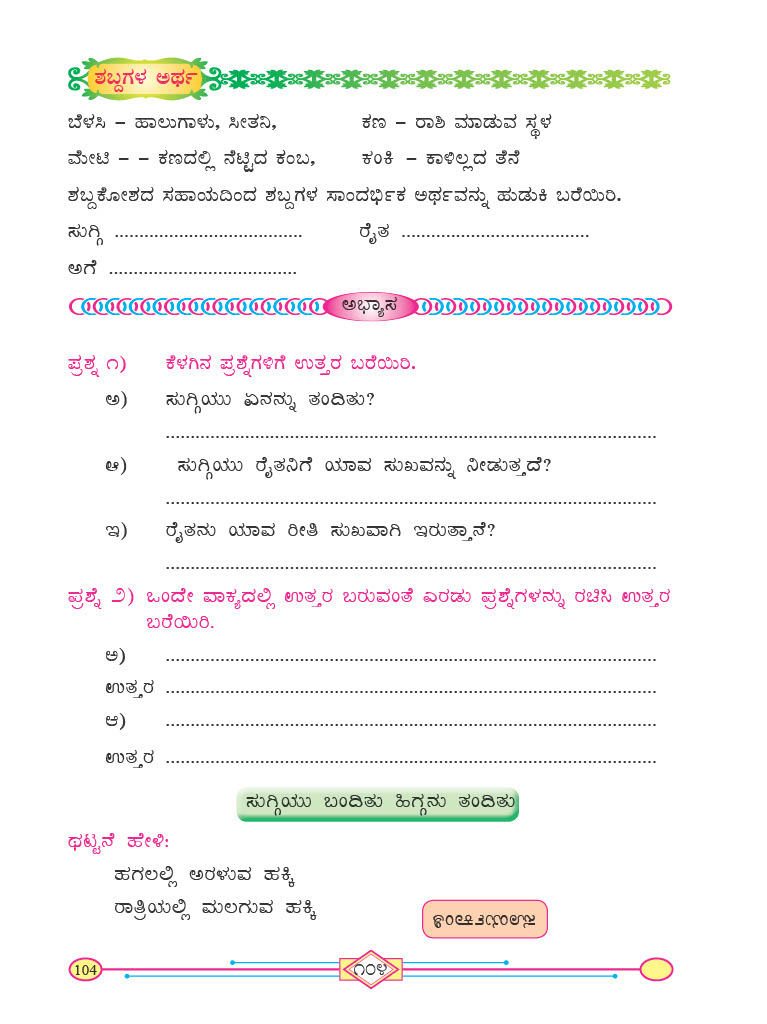 ಶಬ್ದಗಳ ಅರ್ಥ
ಬೆಳಸಿ – ಹಾಲುಗಾಳು, ಸೀತನಿ, ಕಣ – ರಾಶಿ ಮಾಡುವ ಸ್ಥಳ
ಮೇಟಿ – – ಕಣದಲ್ಲಿ ನೆಟ್ಟಿದ ಕಂಬ, ಕಂಕಿ – ಕಾಳಿಲ್ಲದ ತೆನೆ
ಶಬ್ದಕೋಶದ ಸಹಾಯದಿಂದ ಶಬ್ದಗಳ ಸಾಂದರ್ಭಿಕ ಅರ್ಥವನ್ನು ಹುಡುಕಿ ಬರೆಯಿರಿ.
ಸುಗ್ಗಿ ...................................... ರೈತ ......................................
ಅಗೆ ......................................
ಅಭ್ಯಾಸ
ಪ್ರಶ್ನ ೧) ಕೆಳಗಿನ ಪ್ರಶ್ನೆಗಳಿಗೆ ಉತ್ತರ ಬರೆಯಿರಿ.
ಅ) ಸುಗ್ಗಿಯು ಏನನ್ನು ತಂದಿತು?
..................................................................................................
ಆ) ಸುಗ್ಗಿಯು ರೈತನಿಗೆ ಯಾವ ಸುಖವನ್ನು ನೀಡುತ್ತದೆ?
..................................................................................................
ಇ) ರೈತನು ಯಾವ ರೀತಿ ಸುಖವಾಗಿ ಇರುತ್ತಾನೆ?
..................................................................................................
ಪ್ರಶ್ನೆ ೨) ಒಂದೇ ವಾಕ್ಯದಲ್ಲಿ ಉತ್ತರ ಬರುವಂತೆ ಎರಡು ಪ್ರಶ್ನೆಗಳನ್ನು ರಚಿಸಿ ಉತ್ತರ
ಬರೆಯಿರಿ.
ಅ) ..................................................................................................
ಉತ್ತರ ..................................................................................................
ಆ) ..................................................................................................
ಉತ್ತರ ..................................................................................................
ಸುಗ್ಗಿಯು ಬಂದಿತು ಹಿಗ್ಗನು ತಂದಿತು
ಥಟ್ಟನೆ ಹೇಳಿ:
ಹಗಲಲ್ಲಿ ಅರಳುವ ಹಕ್ಕಿ
ರಾತ್ರಿಯಲ್ಲಿ ಮಲಗುವ ಹಕ್ಕಿ
104 ೧೦೪